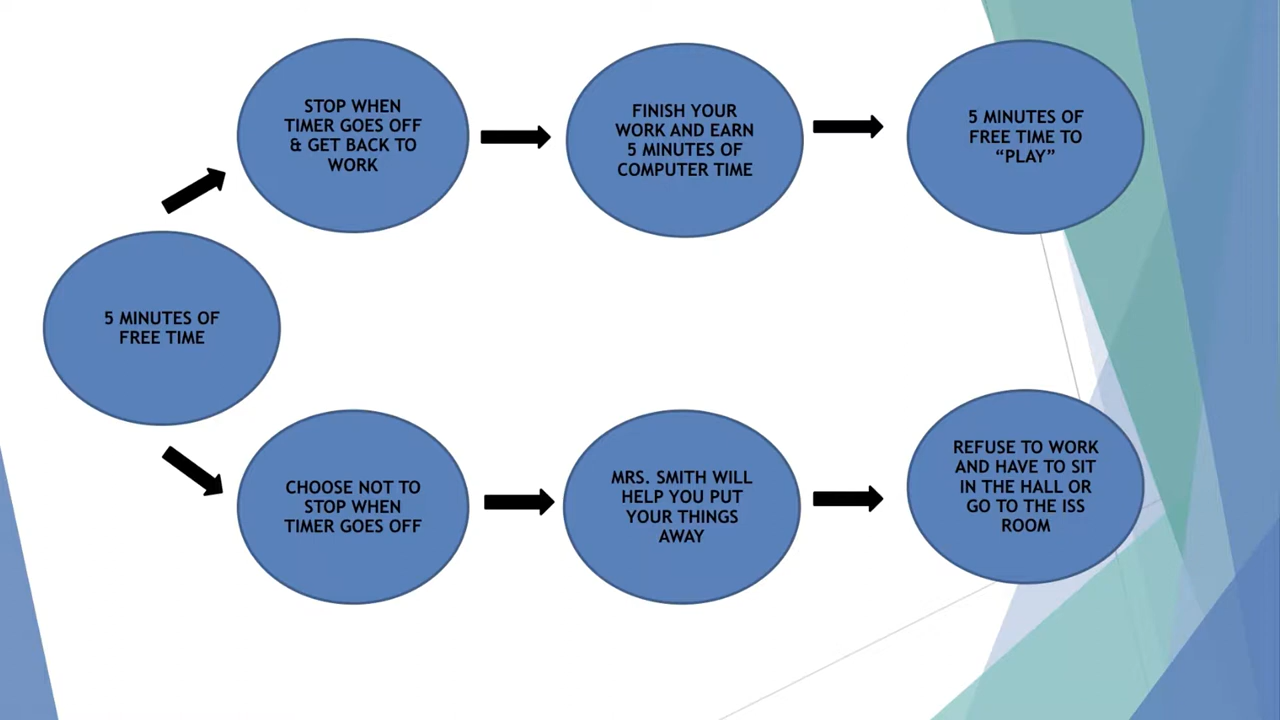 STOP WHEN
TIMER GOES OFF
& GET BACK TO
WORK
FINISH YOUR
WORK AND EARN
5 MINUTES OF
COMPUTER TIME
5 MINUTES OF
FREE TIME TO
“PLAY”
5 MINUTES OF
FREE TIME
CHOOSE NOT TO
STOP WHEN
TIMER GOES OFF
MRS. SMITH WILL
HELP YOU PUT
YOUR THINGS
AWAY
REFUSE TO WORK
AND HAVE TO SIT
IN THE HALL OR
GO TO THE ISS
ROOM